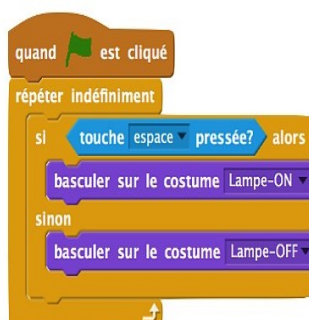 quand est cliqué
répéter indéfiniment
si touche espace pressée? alors
basculer sur le costume Lampe-ON
sinon
basculer sur le costume Lampe-OFF